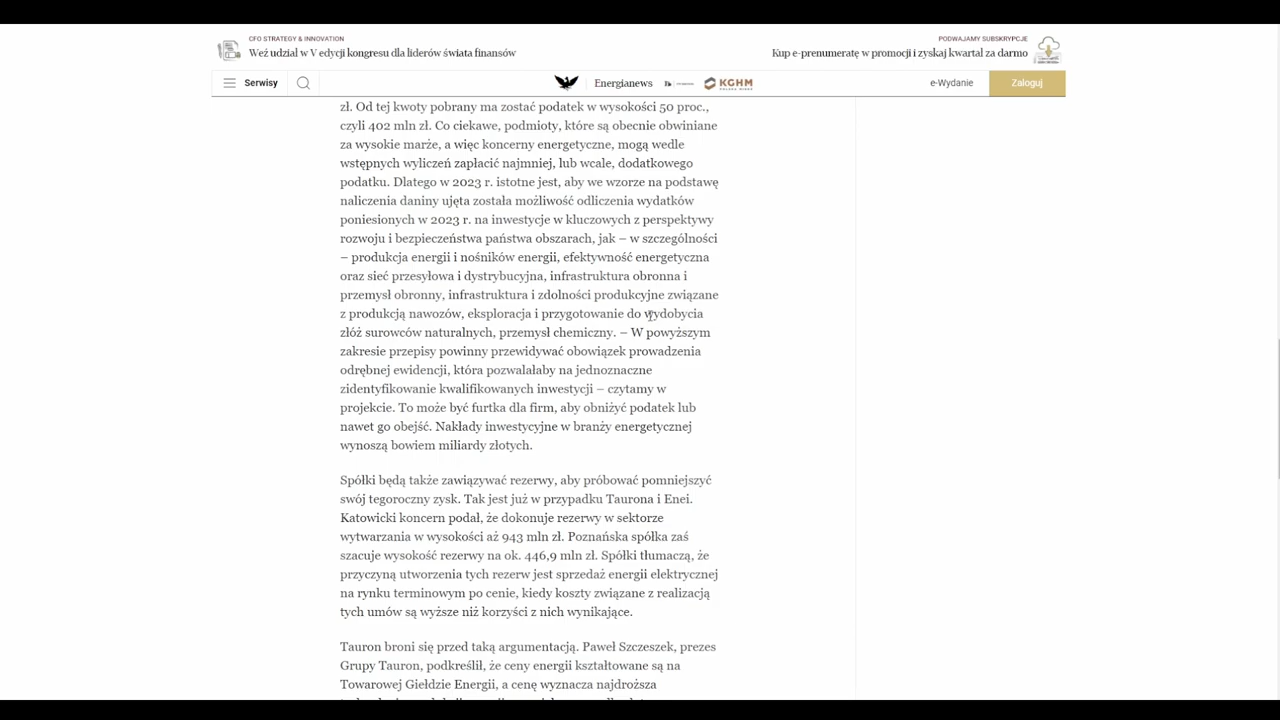 CFO STRATEGY & INNOVATION
Weź udział w V edycji kongresu dla liderów świata finansów
PODWAJAMY SUBSKRYPCJE
Kup e-prenumeratę w promocji i zyskaj kwartał za darmo
Serwisy
Energianews
KGHM
e-Wydanie
Zaloguj
zł. Od tej kwoty pobrany ma zostać podatek w wysokości 50 proc.,
czyli 402 mln zł. Co ciekawe, podmioty, które są obecnie obwiniane
za wysokie marże, a więc koncerny energetyczne, mogą wedle
wstępnych wyliczeń zapłacić najmniej, lub wcale, dodatkowego
podatku. Dlatego w 2023 r. istotne jest, aby we wzorze na podstawę
naliczenia daniny ujęta została możliwość odliczenia wydatków
poniesionych w 2023 r. na inwestycje w kluczowych z perspektywy
rozwoju i bezpieczeństwa państwa obszarach, jak – w szczególności
– produkcja energii i nośników energii, efektywność energetyczna
oraz sieć przesyłowa i dystrybucyjna, infrastruktura obronna i
przemysł obronny, infrastruktura i zdolności produkcyjne związane
z produkcją nawozów, eksploracja i przygotowanie do wydobycia
złóż surowców naturalnych, przemysł chemiczny. – W powyższym
zakresie przepisy powinny przewidywać obowiązek prowadzenia
odrębnej ewidencji, która pozwalałaby na jednoznaczne
zidentyfikowanie kwalifikowanych inwestycji – czytamy w
projekcie. To może być furtka dla firm, aby obniżyć podatek lub
nawet go obejść. Nakłady inwestycyjne w branży energetycznej
wynoszą bowiem miliardy złotych.
Spółki będą także zawiązywać rezerwy, aby próbować pomniejszyć
swój tegoroczny zysk. Tak jest już w przypadku Taurona i Enei.
Katowicki koncern podał, że dokonuje rezerwy w sektorze
wytwarzania w wysokości aż 943 mln zł. Poznańska spółka zaś
szacuje wysokość rezerwy na ok. 446,9 mln zł. Spółki tłumaczą, że
przyczyną utworzenia tych rezerw jest sprzedaż energii elektrycznej
na rynku terminowym po cenie, kiedy koszty związane z realizacją
tych umów są wyższe niż korzyści z nich wynikające.
Tauron broni się przed taką argumentacją. Paweł Szczeszek, prezes
Grupy Tauron, podkreślił, że ceny energii kształtowane są na
Towarowej Giełdzie Energii, a cenę wyznacza najdroższa